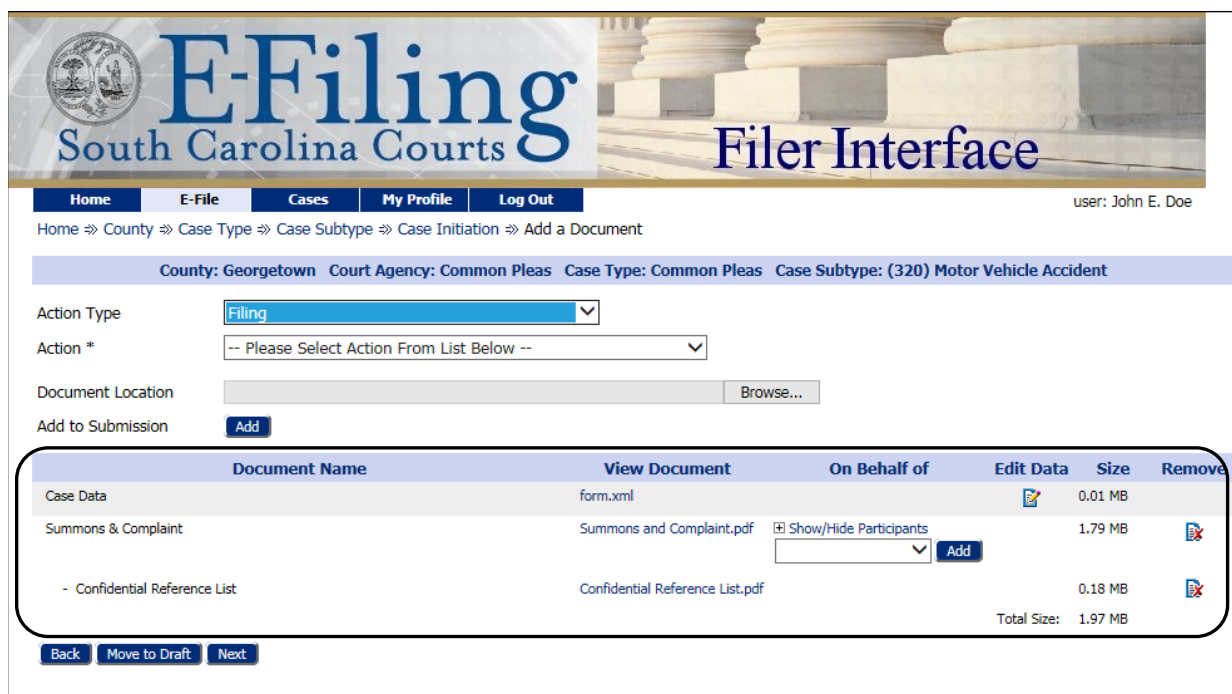 E-Filing
South Carolina Courts
Filer Interface
Home E-File Cases My Profile Log Out user: John E. Doe
Home ⇒ County ⇒ Case Type ⇒ Case Subtype ⇒ Case Initiation ⇒ Add a Document
County: Georgetown Court Agency: Common Pleas Case Type: Common Pleas Case Subtype: (320) Motor Vehicle Accident
Action Type Filing
Action * -- Please Select Action From List Below --
Document Location Browse...
Add to Submission Add
Document Name View Document On Behalf of Edit Data Size Remove
Case Data form.xml 0.01 MB
Summons & Complaint Summons and Complaint.pdf Show/Hide Participants 1.79 MB
Add
- Confidential Reference List Confidential Reference List.pdf 0.18 MB
Total Size: 1.97 MB
Back Move to Draft Next